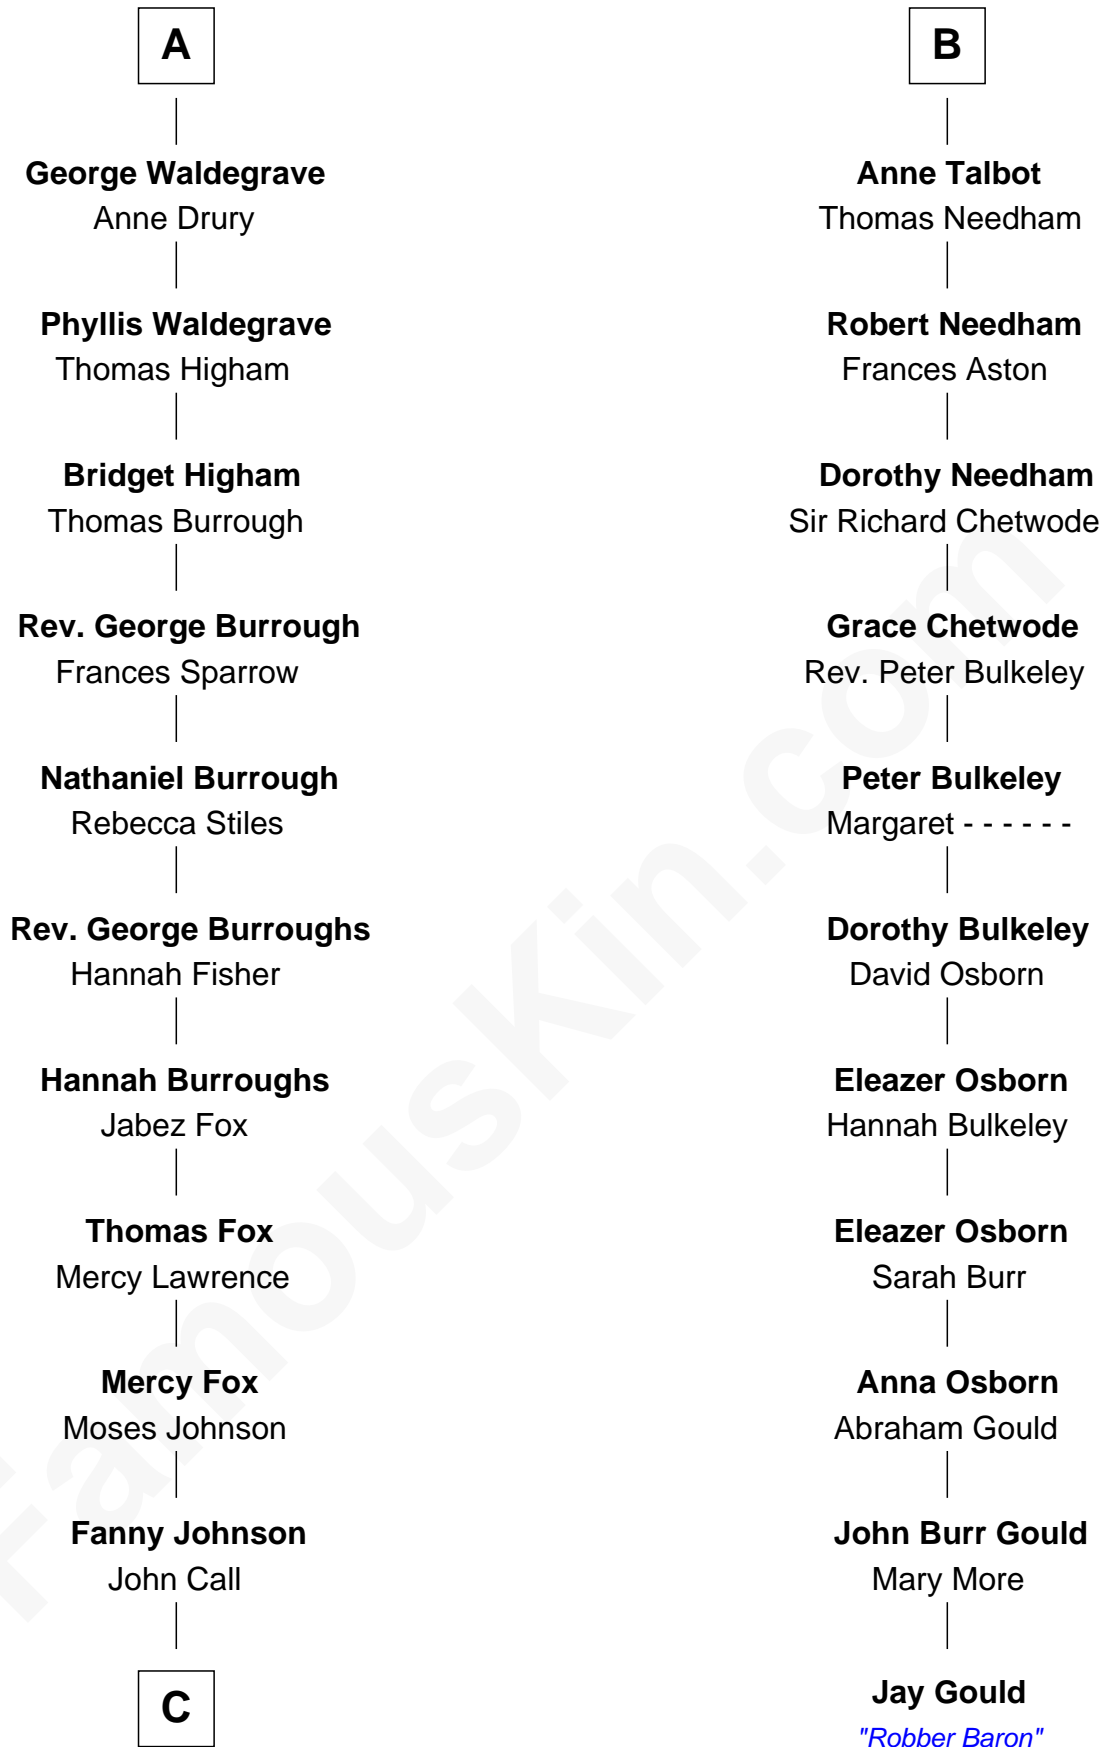 A
George Waldegrave
Anne Drury
Phyllis Waldegrave
Thomas Higham
Bridget Higham
Thomas Burrough
Rev. George Burrough
Frances Sparrow
Nathaniel Burrough
Rebecca Stiles
Rev. George Burroughs
Hannah Fisher
Hannah Burroughs
Jabez Fox
Thomas Fox
Mercy Lawrence
Mercy Fox
Moses Johnson
Fanny Johnson
John Call
C
B
Anne Talbot
Thomas Needham
Robert Needham
Frances Aston
Dorothy Needham
Sir Richard Chetwode
Grace Chetwode
Rev. Peter Bulkeley
Peter Bulkeley
Margaret - - - - - -
Dorothy Bulkeley
David Osborn
Eleazer Osborn
Hannah Bulkeley
Eleazer Osborn
Sarah Burr
Anna Osborn
Abraham Gould
John Burr Gould
Mary More
Jay Gould
"Robber Baron"
FamousKin.com